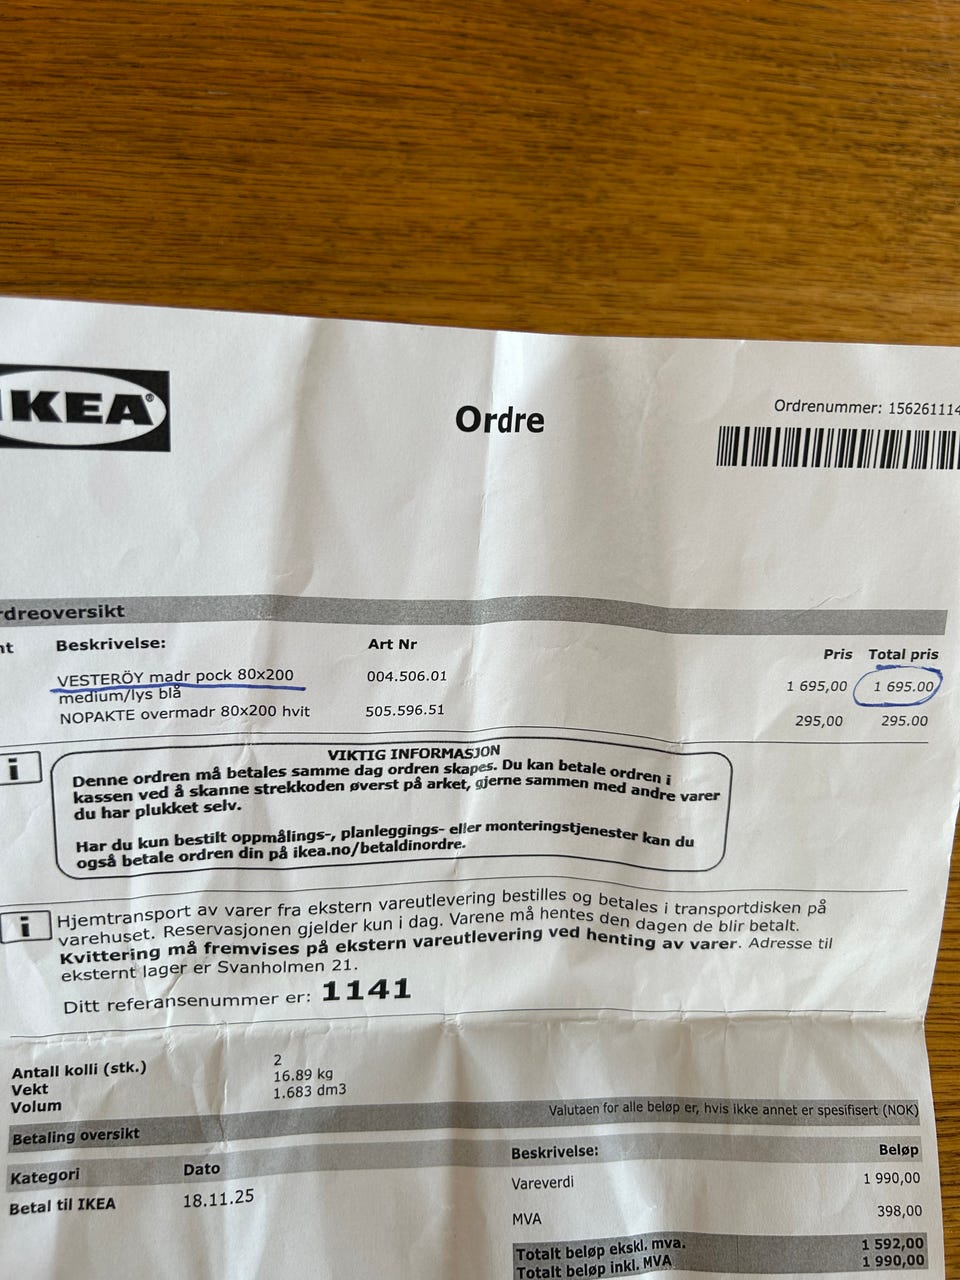 IKEA®
Ordre
Ordrenummer: 156261114
rdreoversikt
nt Beskrivelse: Art Nr Pris Total pris
VESTERÖY madr pock 80x200 004.506.01 1 695,00 1 695.00
medium/lys blå
NOPAKTE overmadr 80x200 hvit 505.596.51 295,00 295.00
i
VIKTIG INFORMASJON
Denne ordren må betales samme dag ordren skapes. Du kan betale ordren i
kassen ved å skanne strekkoden øverst på arket, gjerne sammen med andre varer
du har plukket selv.
Har du kun bestilt oppmålings-, planleggings- eller monteringstjenester kan du
også betale ordren din på ikea.no/betaldinordre.
i
Hjemtransport av varer fra ekstern vareutlevering bestilles og betales i transportdisken på
varehuset. Reservasjonen gjelder kun i dag. Varene må hentes den dagen de blir betalt.
Kvittering må fremvises på ekstern vareutlevering ved henting av varer. Adresse til
eksternt lager er Svanholmen 21.
Ditt referansenummer er: 1141
Antall kolli (stk.) 2
Vekt 16.89 kg
Volum 1.683 dm3
Valutaen for alle beløp er, hvis ikke annet er spesifisert (NOK)
Betaling oversikt
Kategori Dato Beskrivelse: Beløp
Betal til IKEA 18.11.25 Vareverdi 1 990,00
MVA 398,00
Totalt beløp ekskl. mva. 1 592,00
Totalt beløp inkl. MVA 1 990,00